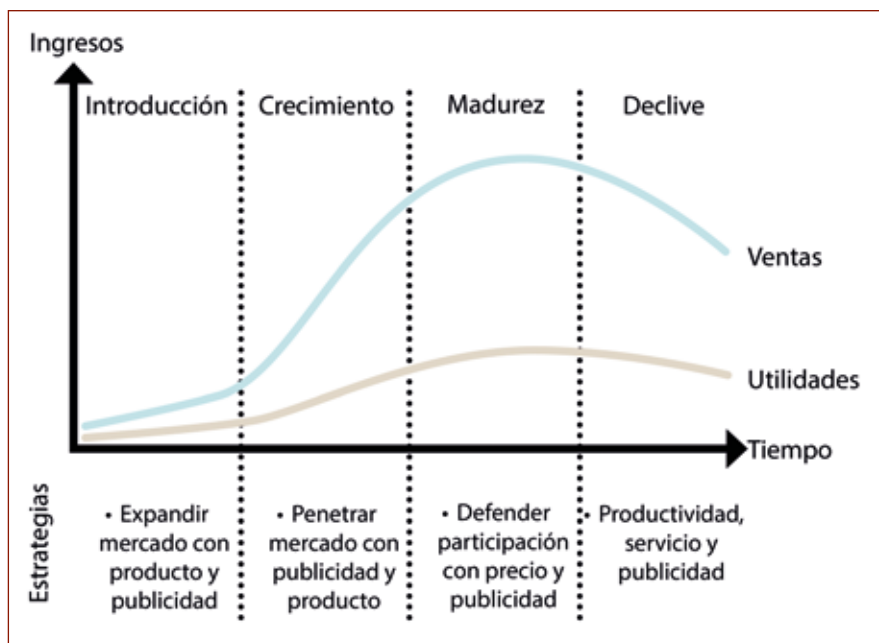 Ingresos
Introducción
Crecimiento
Madurez
Declive
Ventas
Utilidades
Tiempo
Estrategias
• Expandir
mercado con
producto y
publicidad
• Penetrar
mercado con
publicidad y
producto
• Defender
participación
con precio y
publicidad
• Productividad,
servicio y
publicidad